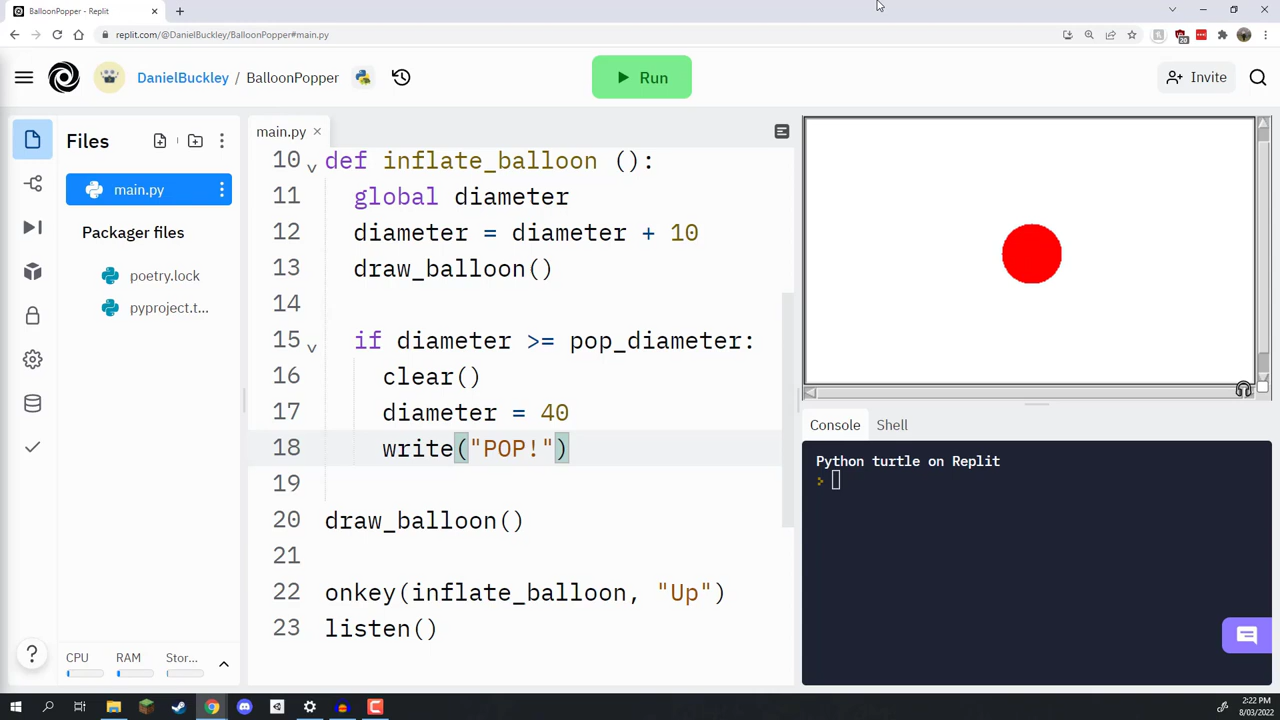 BalloonPopper - Replit
replit.com/@DanielBuckley/BalloonPopper#main.py
20
DanielBuckley / BalloonPopper
Run
Invite
Files
main.py
Packager files
poetry.lock
pyproject.t...
main.py
10 def inflate_balloon ():
11 global diameter
12 diameter = diameter + 10
13 draw_balloon()
14
15 if diameter >= pop_diameter:
16 clear()
17 diameter = 40
18 write("POP!")
19
20 draw_balloon()
21
22 onkey(inflate_balloon, "Up")
23 listen()
Console
Shell
Python turtle on Replit
CPU
RAM
Stor...
2:22 PM
8/03/2022